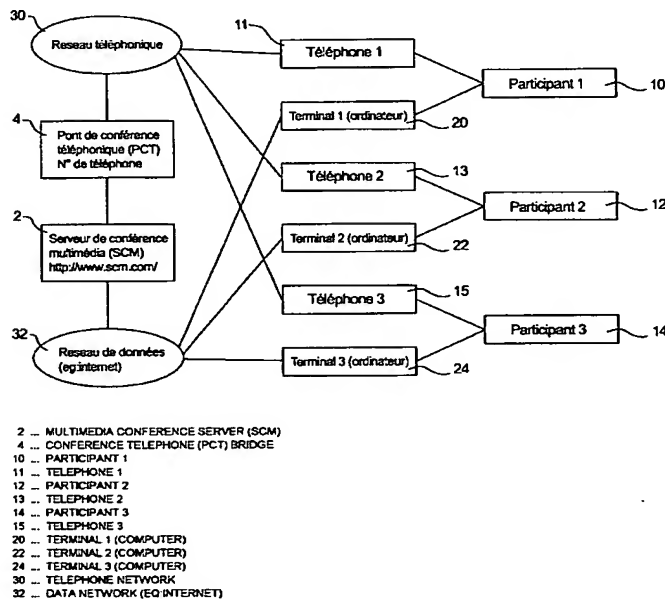 30
Reseau téléphonique
4
Pont de conférence
téléphonique (PCT)
N° de téléphone
2
Serveur de conférence
multimédia (SCM)
http://www.scm.com/
32
Reseau de données
(eg:internet)
11
Téléphone 1
Terminal 1 (ordinateur)
20
Téléphone 2
13
Terminal 2 (ordinateur)
22
Téléphone 3
15
Terminal 3 (ordinateur)
24
Participant 1
10
Participant 2
12
Participant 3
14
2 ... MULTIMEDIA CONFERENCE SERVER (SCM)
4 ... CONFERENCE TELEPHONE (PCT) BRIDGE
10 ... PARTICIPANT 1
11 ... TELEPHONE 1
12 ... PARTICIPANT 2
13 ... TELEPHONE 2
14 ... PARTICIPANT 3
15 ... TELEPHONE 3
20 ... TERMINAL 1 (COMPUTER)
22 ... TERMINAL 2 (COMPUTER)
24 ... TERMINAL 3 (COMPUTER)
30 ... TELEPHONE NETWORK
32 ... DATA NETWORK (EQ:INTERNET)